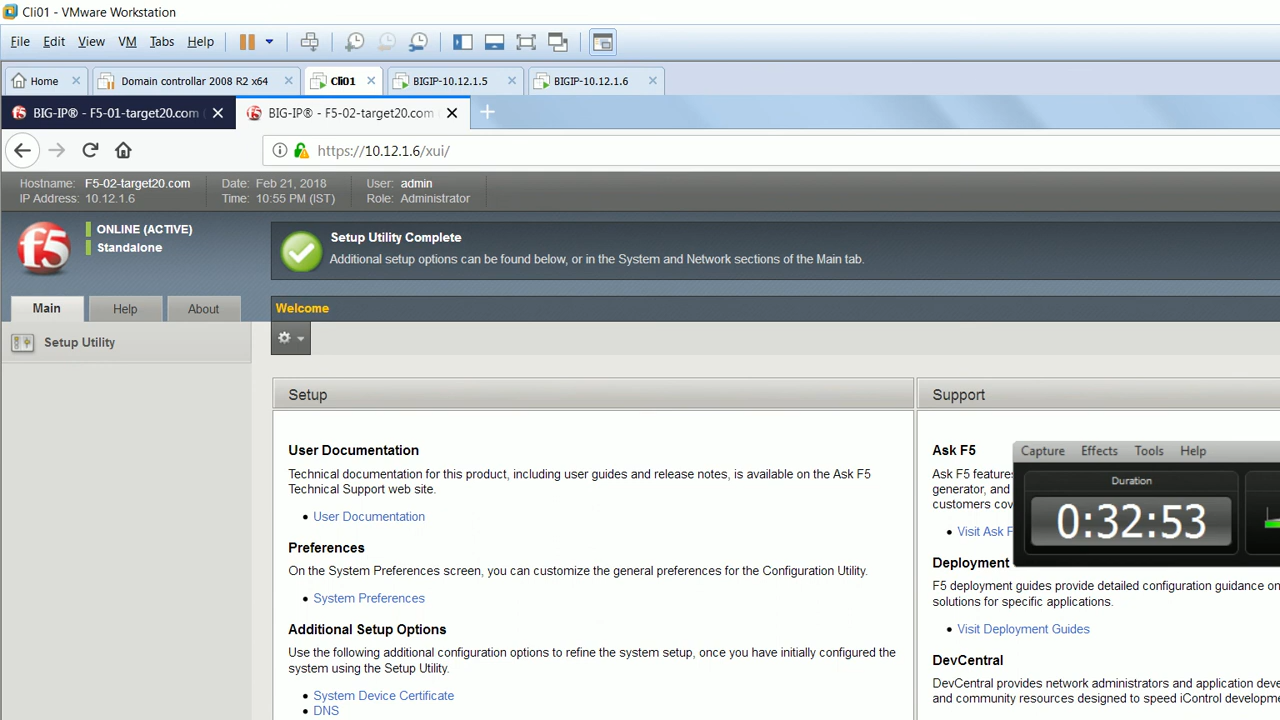 Cli01 - VMware Workstation
File Edit View VM Tabs Help
Home Domain controllar 2008 R2 x64 Cli01 BIGIP-10.12.1.5 BIGIP-10.12.1.6
BIG-IP® - F5-01-target20.com ( BIG-IP® - F5-02-target20.com
https://10.12.1.6/xui/
Hostname: F5-02-target20.com Date: Feb 21, 2018 User: admin
IP Address: 10.12.1.6 Time: 10:55 PM (IST) Role: Administrator
f5
ONLINE (ACTIVE)
Standalone
Setup Utility Complete
Additional setup options can be found below, or in the System and Network sections of the Main tab.
Main Help About
Welcome
Setup Utility
Setup
Support
User Documentation
Technical documentation for this product, including user guides and release notes, is available on the Ask F5
Technical Support web site.
• User Documentation
Preferences
On the System Preferences screen, you can customize the general preferences for the Configuration Utility.
• System Preferences
Additional Setup Options
Use the following additional configuration options to refine the system setup, once you have initially configured the
system using the Setup Utility.
• System Device Certificate
• DNS
Ask F5
Ask F5 features
generator, and
customers cov
• Visit Ask F
Capture Effects Tools Help
Duration
0:32:53
Deployment
F5 deployment guides provide detailed configuration guidance on
solutions for specific applications.
• Visit Deployment Guides
DevCentral
DevCentral provides network administrators and application deve
and community resources designed to speed iControl developme